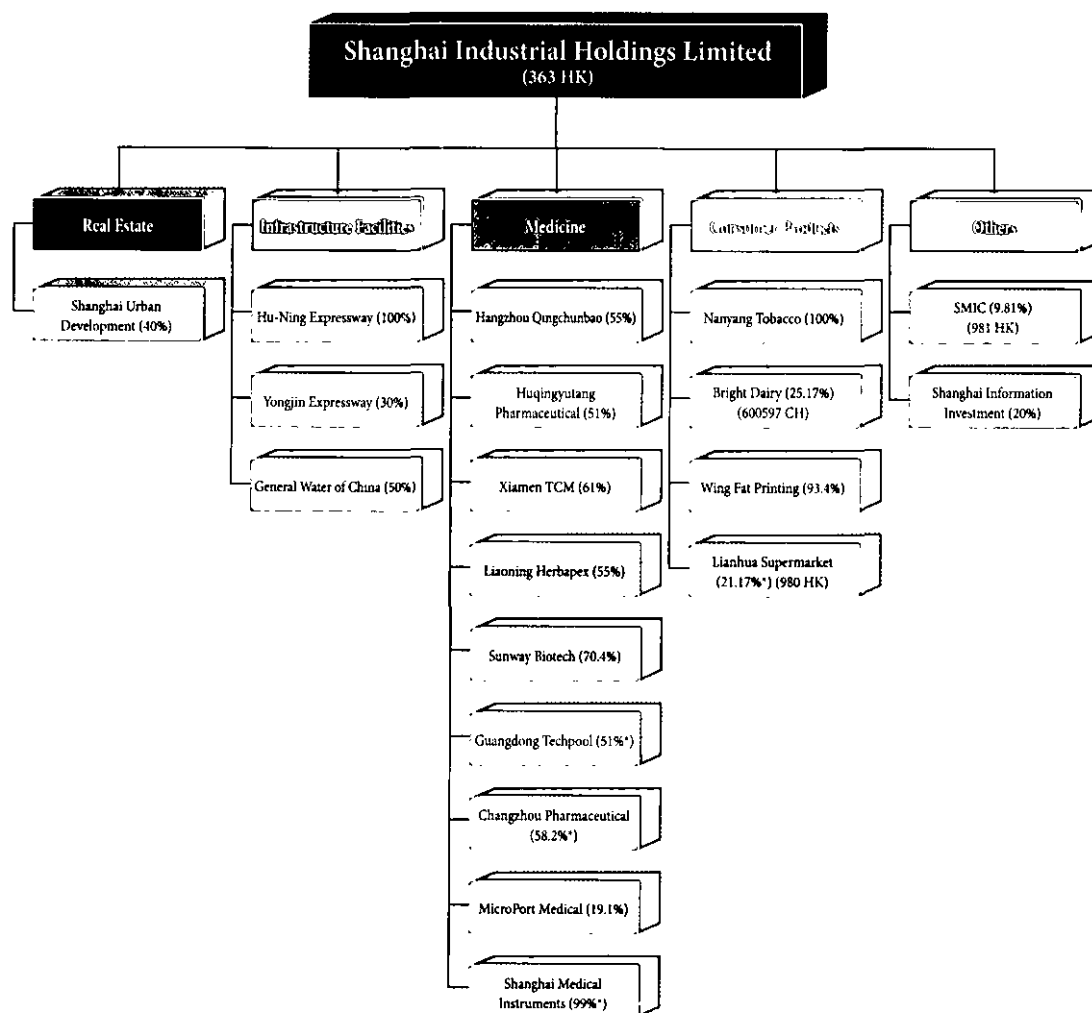 Shanghai Industrial Holdings Limited
(363 HK)
Real Estate
Shanghai Urban
Development (40%)
Infrastructure Facilities
Hu-Ning Expressway (100%)
Yongjin Expressway (30%)
General Water of China (50%)
Medicine
Hangzhou Qingchunbao (55%)
Huqingyutang
Pharmaceutical (51%)
Xiamen TCM (61%)
Liaoning Herbapex (55%)
Sunway Biotech (70.4%)
Guangdong Techpool (51%*)
Changzhou Pharmaceutical
(58.2%*)
MicroPort Medical (19.1%)
Shanghai Medical
Instruments (99%*)
Consumer Products
Nanyang Tobacco (100%)
Bright Dairy (25.17%)
(600597 CH)
Wing Fat Printing (93.4%)
Lianhua Supermarket
(21.17%*) (980 HK)
Others
SMIC (9.81%)
(981 HK)
Shanghai Information
Investment (20%)